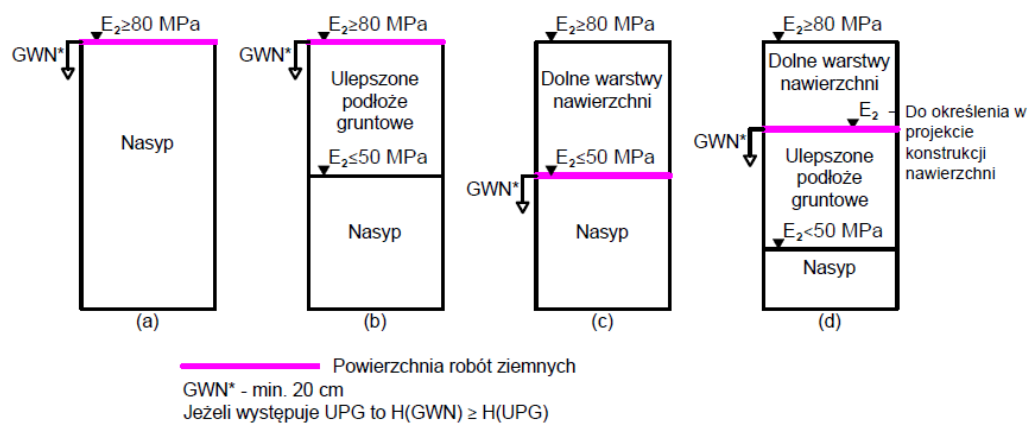 E₂≥80 MPa
GWN*
Nasyp
(a)
E₂≥80 MPa
GWN*
Ulepszone
podłoże
gruntowe
E₂≤50 MPa
Nasyp
(b)
E₂≥80 MPa
Dolne warstwy
nawierzchni
E₂≤50 MPa
GWN*
Nasyp
(c)
E₂≥80 MPa
Dolne warstwy
nawierzchni
E₂ – Do określenia w
projekcie
konstrukcji
nawierzchni
GWN*
Ulepszone
podłoże
gruntowe
E₂<50 MPa
Nasyp
(d)
Powierzchnia robót ziemnych
GWN* - min. 20 cm
Jeżeli występuje UPG to H(GWN) ≥ H(UPG)